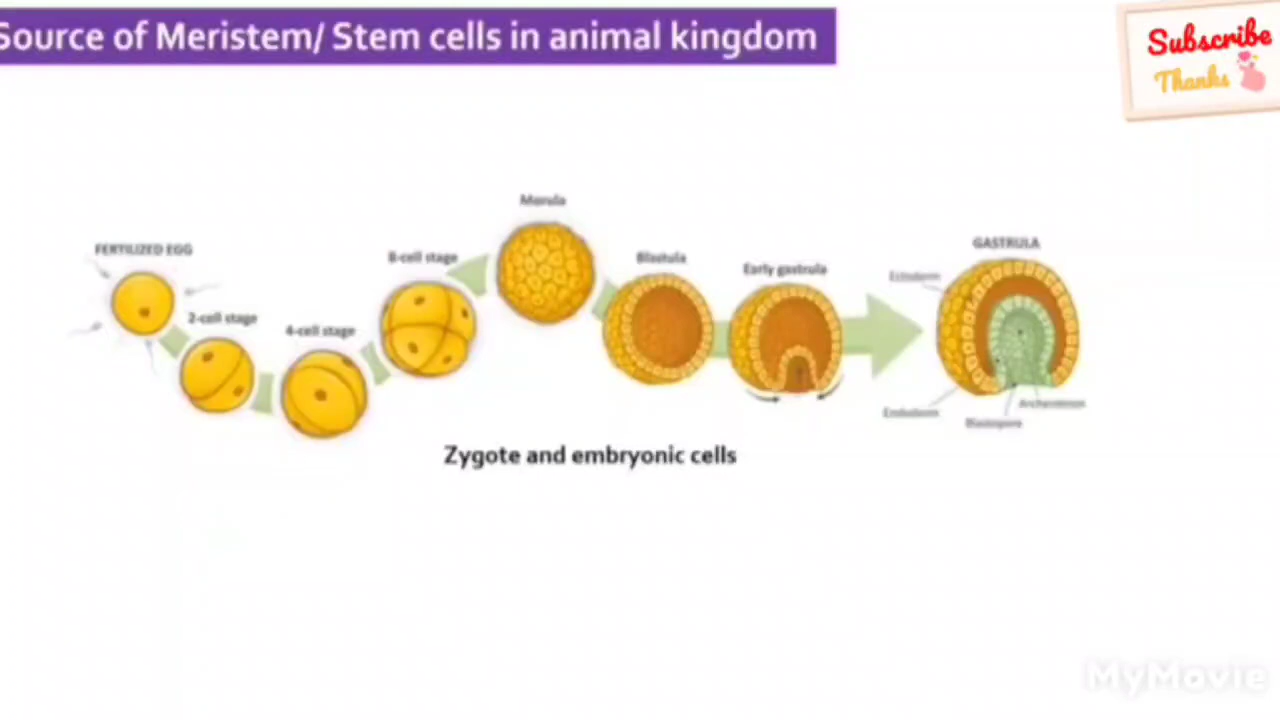 Source of Meristem/ Stem cells in animal kingdom
Subscribe
Thanks
Morula
FERTILIZED EGG
8-cell stage
Blastula
Early gastrula
GASTRULA
Ectoderm
2-cell stage
4-cell stage
Endoderm
Blastopore
Archenteron
Zygote and embryonic cells
MyMovie